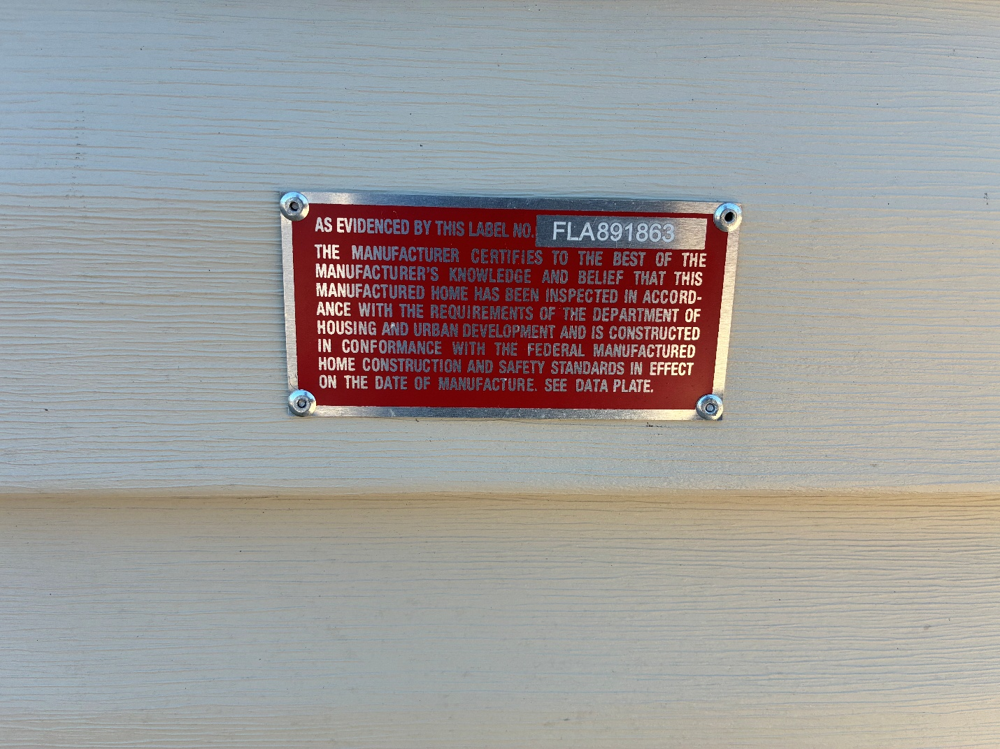 AS EVIDENCED BY THIS LABEL NO. FLA891863
THE MANUFACTURER CERTIFIES TO THE BEST OF THE
MANUFACTURER'S KNOWLEDGE AND BELIEF THAT THIS
MANUFACTURED HOME HAS BEEN INSPECTED IN ACCORD-
ANCE WITH THE REQUIREMENTS OF THE DEPARTMENT OF
HOUSING AND URBAN DEVELOPMENT AND IS CONSTRUCTED
IN CONFORMANCE WITH THE FEDERAL MANUFACTURED
HOME CONSTRUCTION AND SAFETY STANDARDS IN EFFECT
ON THE DATE OF MANUFACTURE. SEE DATA PLATE.